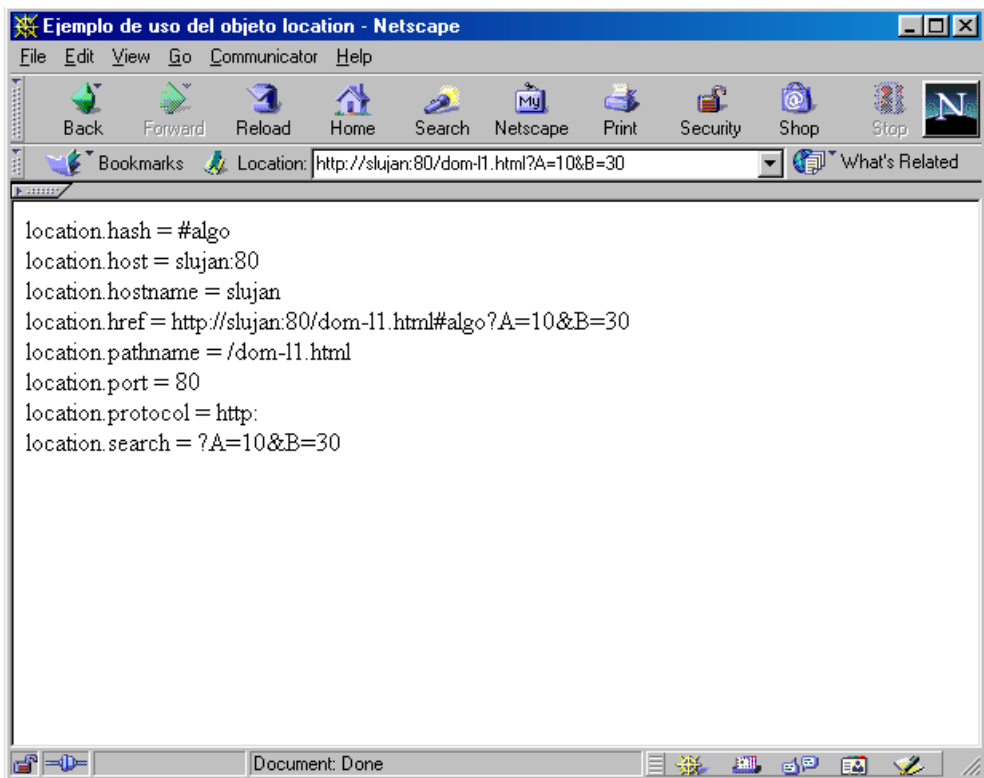 Ejemplo de uso del objeto location - Netscape
File Edit View Go Communicator Help
Back Forward Reload Home Search Netscape Print Security Shop Stop
My
N
Bookmarks Location: http://slujan:80/dom-l1.html?A=10&B=30 What's Related
location.hash = #algo
location.host = slujan:80
location.hostname = slujan
location.href = http://slujan:80/dom-l1.html#algo?A=10&B=30
location.pathname = /dom-l1.html
location.port = 80
location.protocol = http:
location.search = ?A=10&B=30
Document: Done